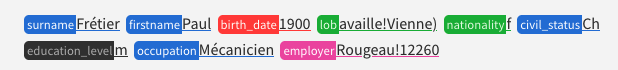 surname Frétier firstname Paul birth_date 1900 lob availle!Vienne) nationality f civil_status Ch
education_level m occupation Mécanicien employer Rougeau!12260